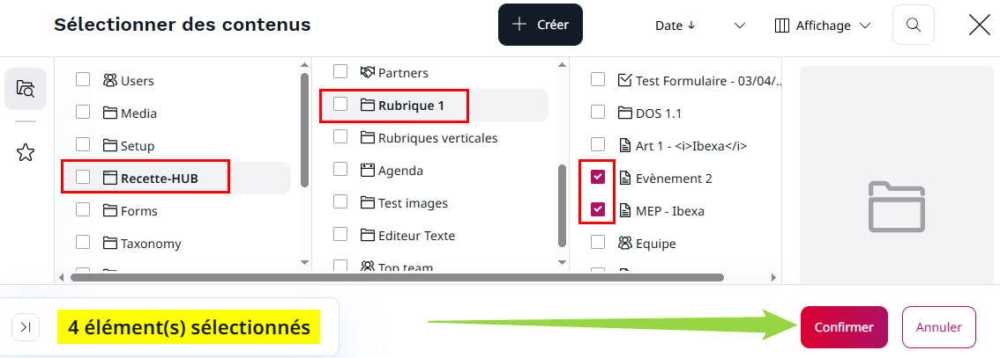 Sélectionner des contenus
Créer
Date
Affichage
Users
Media
Setup
Recette-HUB
Forms
Taxonomy
Partners
Rubrique 1
Rubriques verticales
Agenda
Test images
Editeur Texte
Top team
Test Formulaire - 03/04/..
DOS 1.1
Art 1 - <i>Ibexa</i>
Evènement 2
MEP - Ibexa
Equipe
4 élément(s) sélectionnés
Confirmer
Annuler